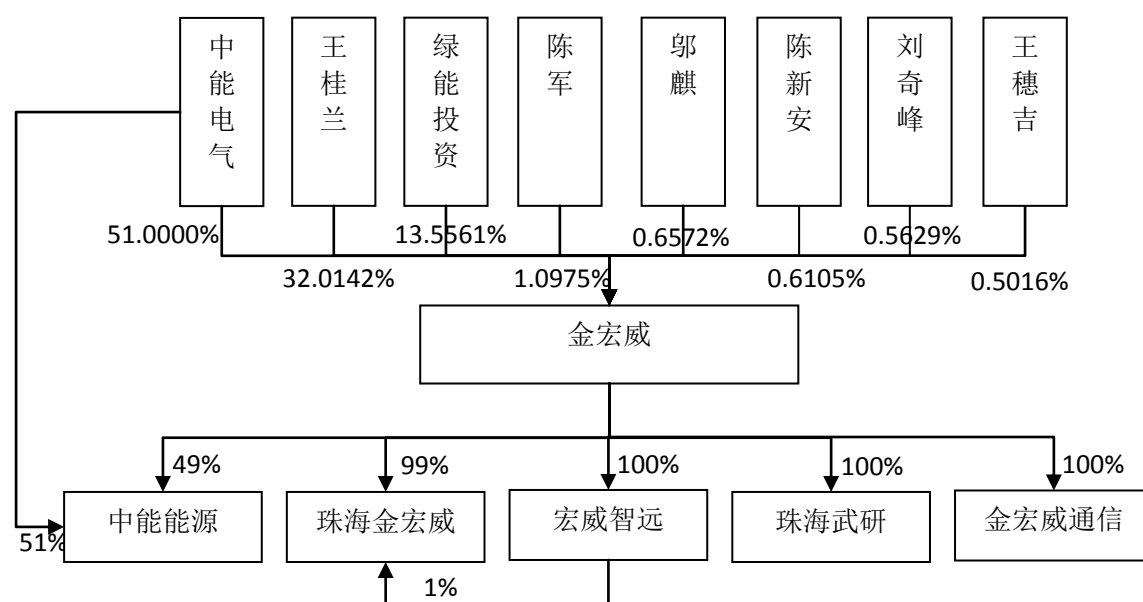 中能电气
王桂兰
绿能投资
陈军
邬麒
陈新安
刘奇峰
王穗吉
51.0000%
13.5561%
0.6572%
0.5629%
32.0142%
1.0975%
0.6105%
0.5016%
金宏威
49%
99%
100%
100%
100%
中能能源
珠海金宏威
宏威智远
珠海武研
金宏威通信
51%
1%